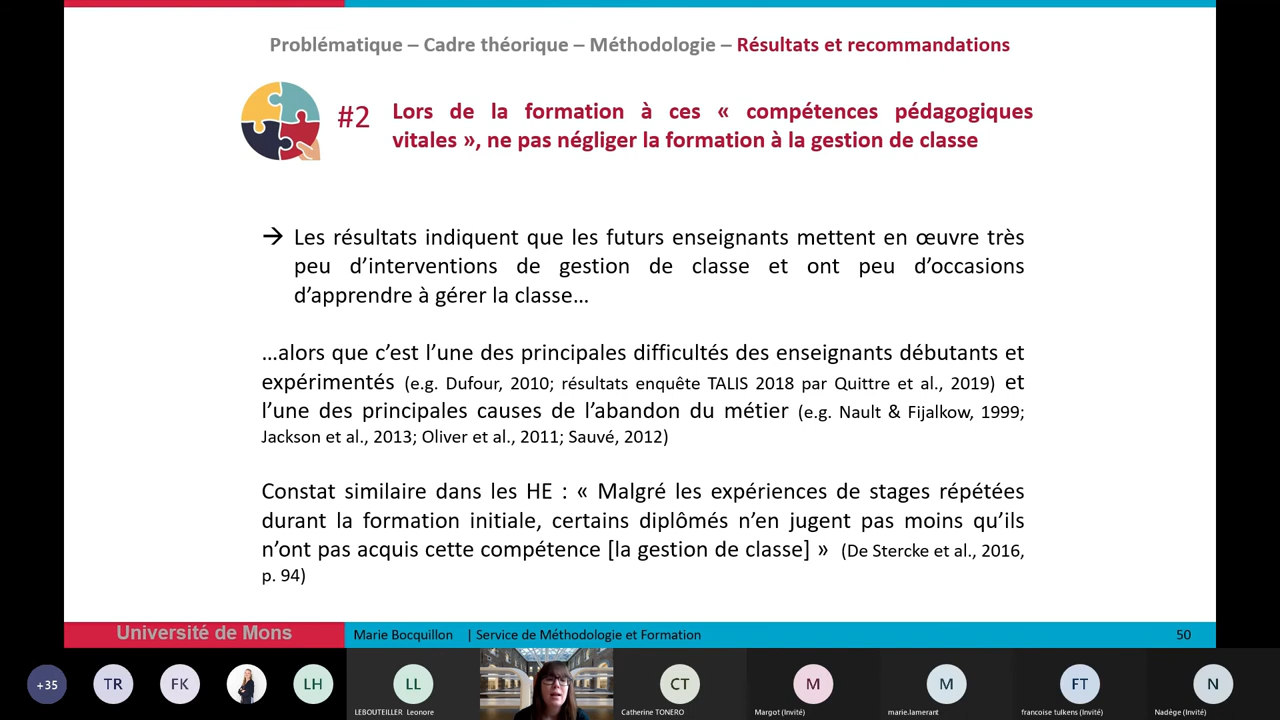 Problématique – Cadre théorique – Méthodologie – Résultats et recommandations
#2
Lors de la formation à ces « compétences pédagogiques
vitales », ne pas négliger la formation à la gestion de classe
→ Les résultats indiquent que les futurs enseignants mettent en œuvre très
peu d’interventions de gestion de classe et ont peu d’occasions
d’apprendre à gérer la classe…
…alors que c’est l’une des principales difficultés des enseignants débutants et
expérimentés (e.g. Dufour, 2010; résultats enquête TALIS 2018 par Quittre et al., 2019) et
l’une des principales causes de l’abandon du métier (e.g. Nault & Fijalkow, 1999;
Jackson et al., 2013; Oliver et al., 2011; Sauvé, 2012)
Constat similaire dans les HE : « Malgré les expériences de stages répétées
durant la formation initiale, certains diplômés n’en jugent pas moins qu’ils
n’ont pas acquis cette compétence [la gestion de classe] » (De Stercke et al., 2016,
p. 94)
Université de Mons
Marie Bocquillon | Service de Méthodologie et Formation
50
+35
TR
FK
LH
LL
CT
M
M
FT
N
LEBOUTEILLER Leonore
Catherine TONERO
Margot (Invité)
marie.lamerant
francoise tulkens (Invité)
Nadège (Invité)